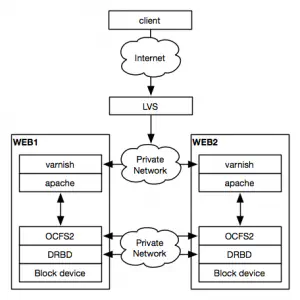 client
Internet
LVS
WEB1
WEB2
varnish
Private
Network
varnish
apache
apache
OCFS2
Private
Network
OCFS2
DRBD
DRBD
Block device
Block device